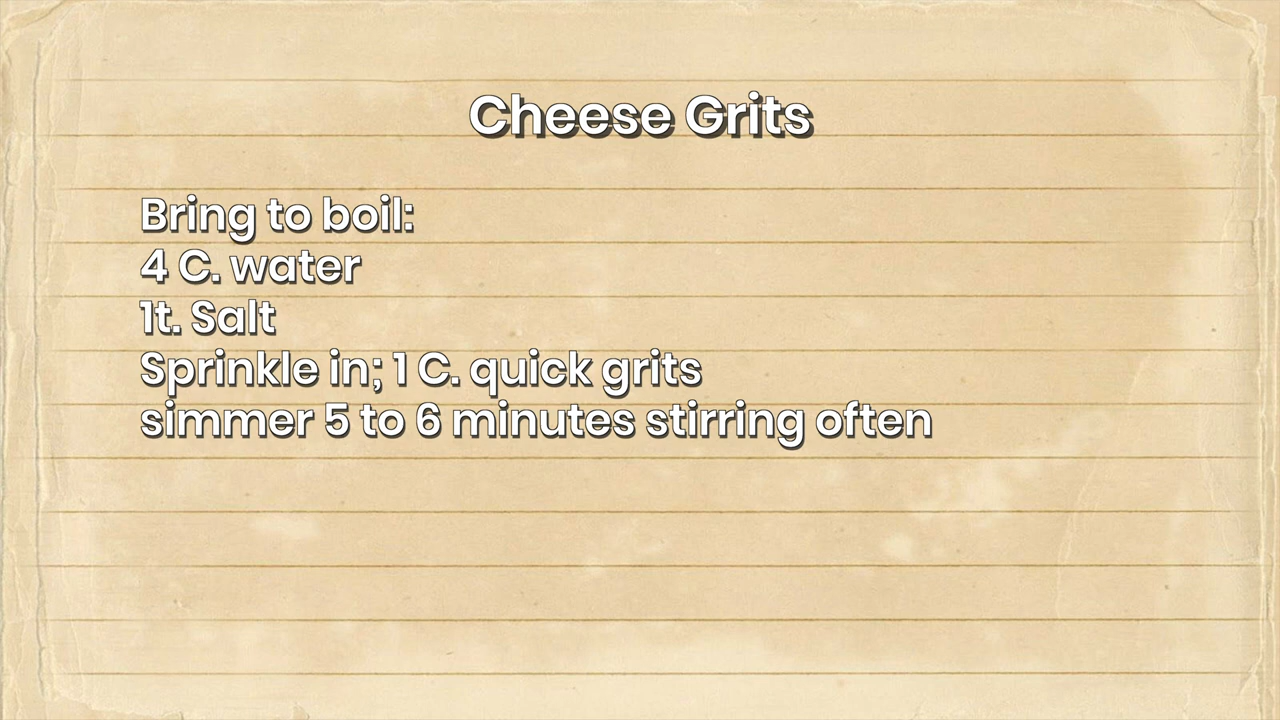 Cheese Grits
Bring to boil:
4 C. water
1t. Salt
Sprinkle in; 1 C. quick grits
simmer 5 to 6 minutes stirring often